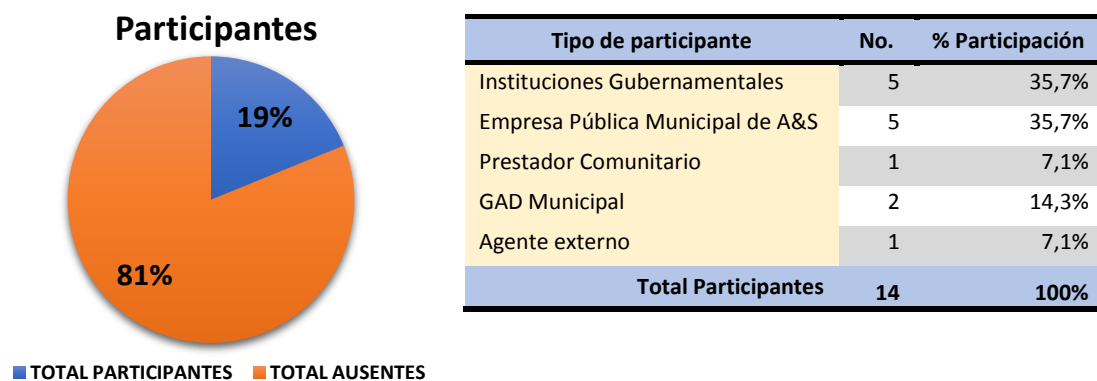 Participantes
19%
81%
TOTAL PARTICIPANTES TOTAL AUSENTES
Tipo de participante No. % Participación
Instituciones Gubernamentales 5 35,7%
Empresa Pública Municipal de A&S 5 35,7%
Prestador Comunitario 1 7,1%
GAD Municipal 2 14,3%
Agente externo 1 7,1%
Total Participantes 14 100%